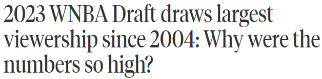 2023 WNBA Draft draws largest
viewership since 2004: Why were the
numbers so high?